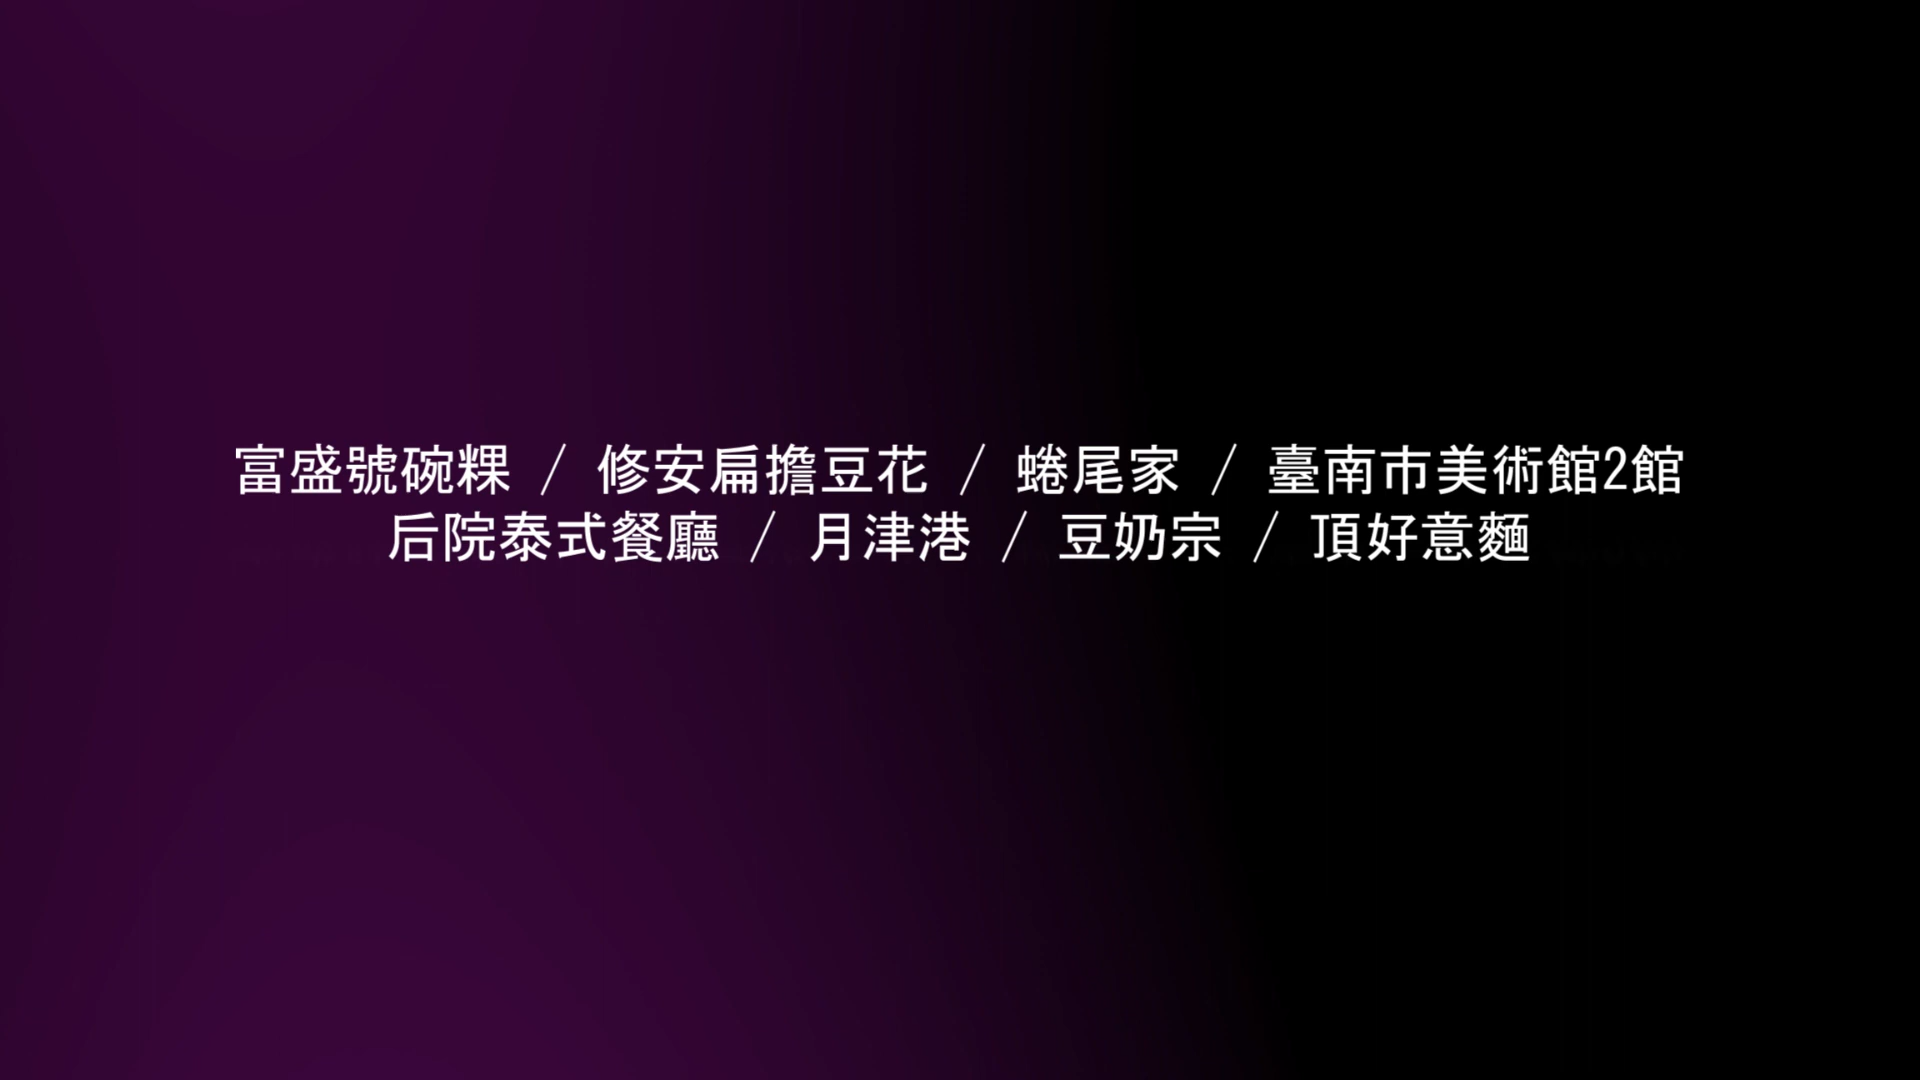 富盛號碗粿 / 修安扁擔豆花 / 蜷尾家 / 臺南市美術館2館
后院泰式餐廳 / 月津港 / 豆奶宗 / 頂好意麵